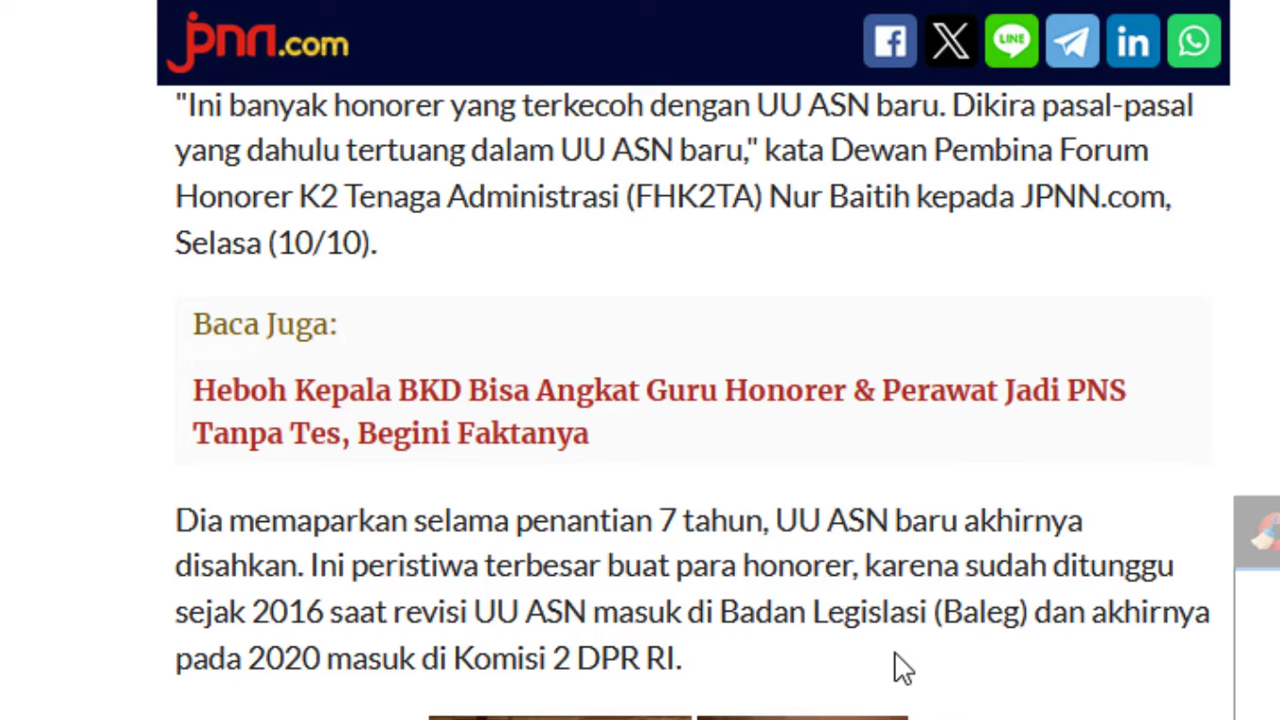 jpnn.com
LINE
in
"Ini banyak honorer yang terkecoh dengan UU ASN baru. Dikira pasal-pasal
yang dahulu tertuang dalam UU ASN baru," kata Dewan Pembina Forum
Honorer K2 Tenaga Administrasi (FHK2TA) Nur Baitih kepada JPNN.com,
Selasa (10/10).
Baca Juga:
Heboh Kepala BKD Bisa Angkat Guru Honorer & Perawat Jadi PNS
Tanpa Tes, Begini Faktanya
Dia memaparkan selama penantian 7 tahun, UU ASN baru akhirnya
disahkan. Ini peristiwa terbesar buat para honorer, karena sudah ditunggu
sejak 2016 saat revisi UU ASN masuk di Badan Legislasi (Baleg) dan akhirnya
pada 2020 masuk di Komisi 2 DPR RI.